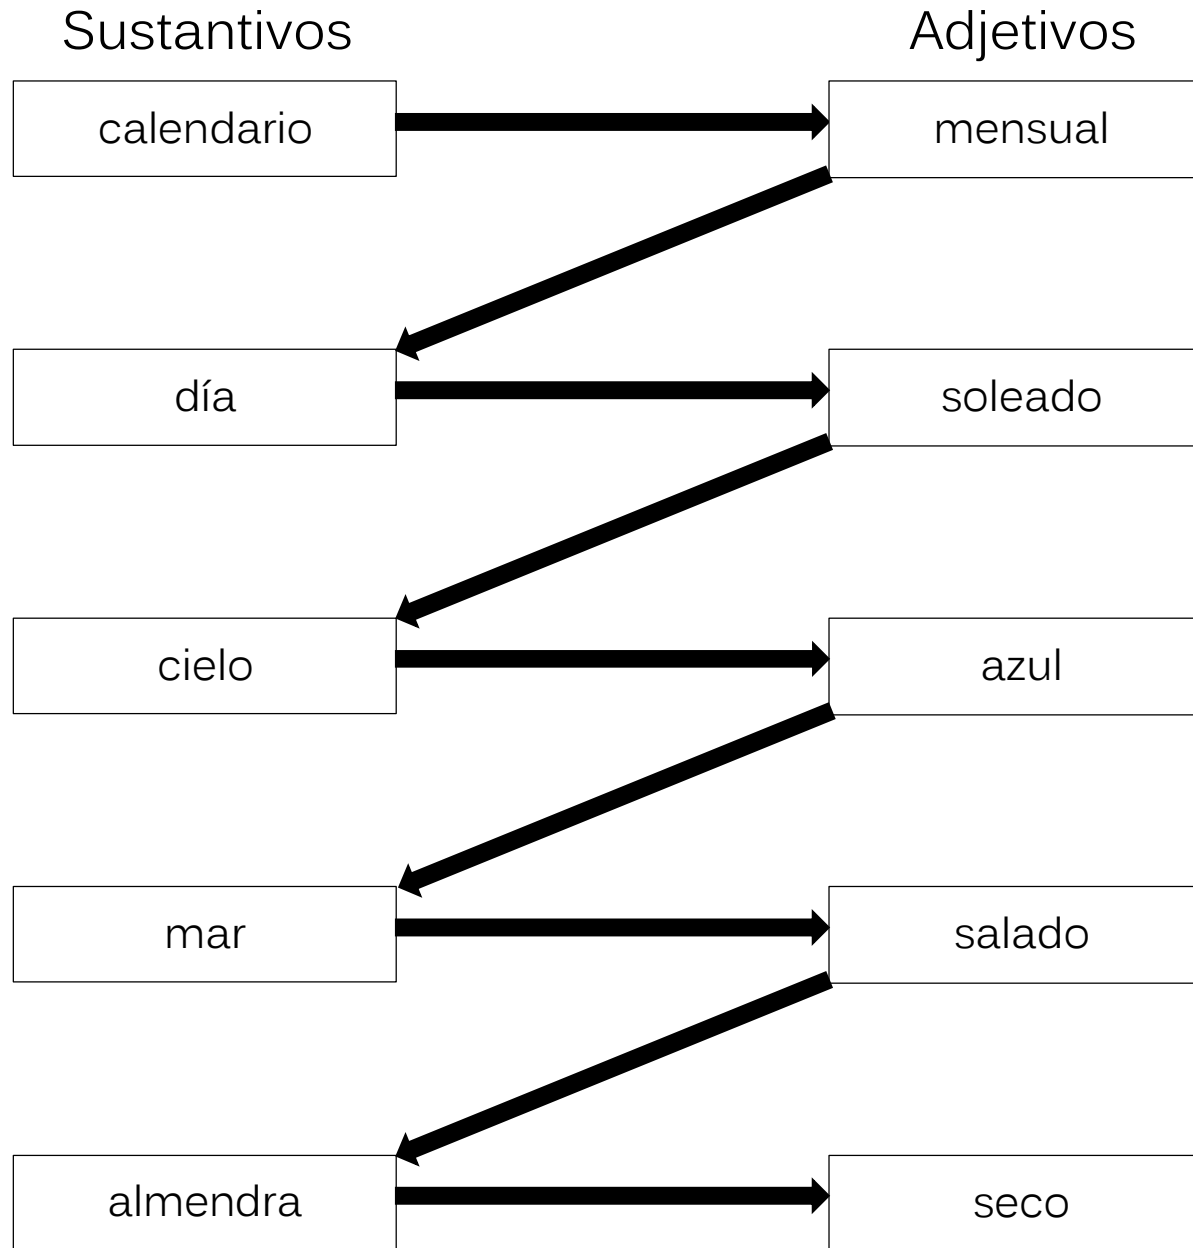 Sustantivos Adjetivos
calendario mensual
día soleado
cielo azul
mar salado
almendra seco